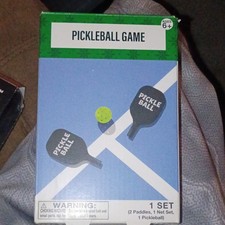 PICKLEBALL GAME
6+
PICKLE
BALL
PICKLE
BALL
WARNING:
1 SET
(2 Paddles, 1 Net Set,
1 Pickleball)